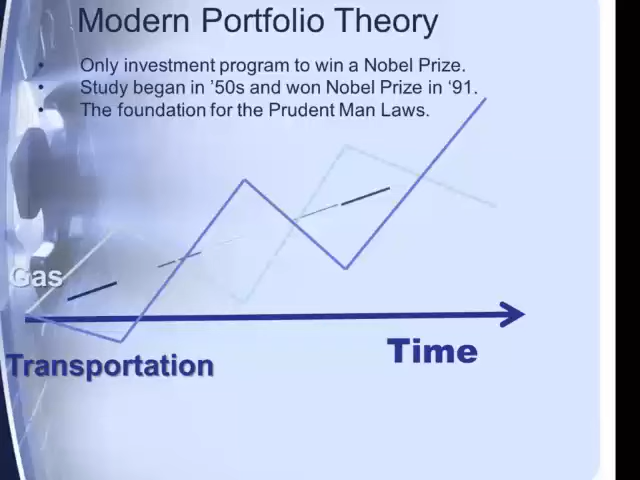 Modern Portfolio Theory
• Only investment program to win a Nobel Prize.
• Study began in ’50s and won Nobel Prize in ‘91.
• The foundation for the Prudent Man Laws.
Gas
Time
Transportation